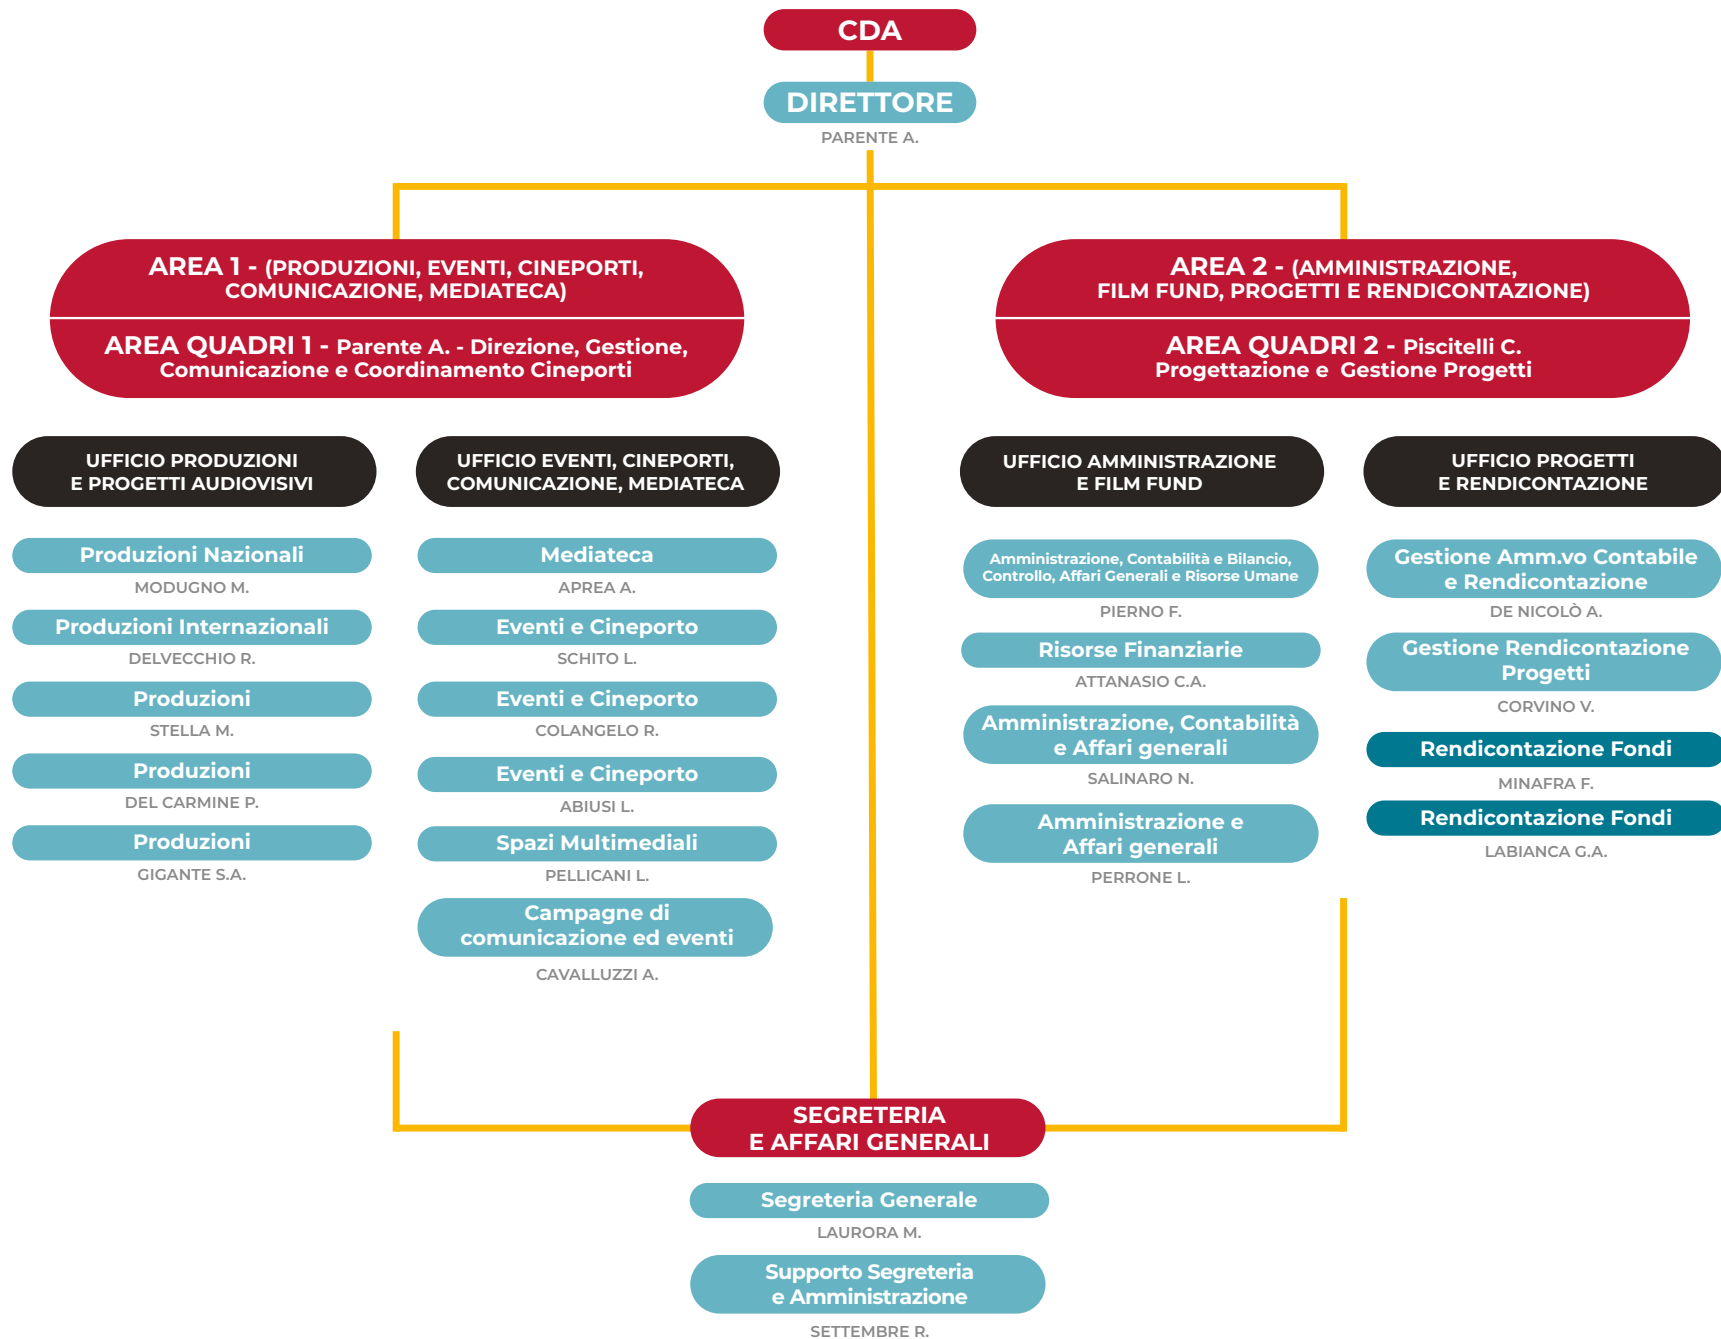 CDA
DIRETTORE
PARENTE A.
AREA 1 - (PRODUZIONI, EVENTI, CINEPORTI,
COMUNICAZIONE, MEDIATECA)
AREA QUADRI 1 - Parente A. - Direzione, Gestione,
Comunicazione e Coordinamento Cineporti
AREA 2 - (AMMINISTRAZIONE,
FILM FUND, PROGETTI E RENDICONTAZIONE)
AREA QUADRI 2 - Piscitelli C.
Progettazione e Gestione Progetti
UFFICIO PRODUZIONI
E PROGETTI AUDIOVISIVI
Produzioni Nazionali
MODUGNO M.
Produzioni Internazionali
DELVECCHIO R.
Produzioni
STELLA M.
Produzioni
DEL CARMINE P.
Produzioni
GIGANTE S.A.
UFFICIO EVENTI, CINEPORTI,
COMUNICAZIONE, MEDIATECA
Mediateca
APREA A.
Eventi e Cineporto
SCHITO L.
Eventi e Cineporto
COLANGELO R.
Eventi e Cineporto
ABIUSI L.
Spazi Multimediali
PELLICANI L.
Campagne di
comunicazione ed eventi
CAVALLUZZI A.
UFFICIO AMMINISTRAZIONE
E FILM FUND
Amministrazione, Contabilità e Bilancio,
Controllo, Affari Generali e Risorse Umane
PIERNO F.
Risorse Finanziarie
ATTANASIO C.A.
Amministrazione, Contabilità
e Affari generali
SALINARO N.
Amministrazione e
Affari generali
PERRONE L.
UFFICIO PROGETTI
E RENDICONTAZIONE
Gestione Amm.vo Contabile
e Rendicontazione
DE NICOLÒ A.
Gestione Rendicontazione
Progetti
CORVINO V.
Rendicontazione Fondi
MINAFRA F.
Rendicontazione Fondi
LABIANCA G.A.
SEGRETERIA
E AFFARI GENERALI
Segreteria Generale
LAURORA M.
Supporto Segreteria
e Amministrazione
SETTEMBRE R.